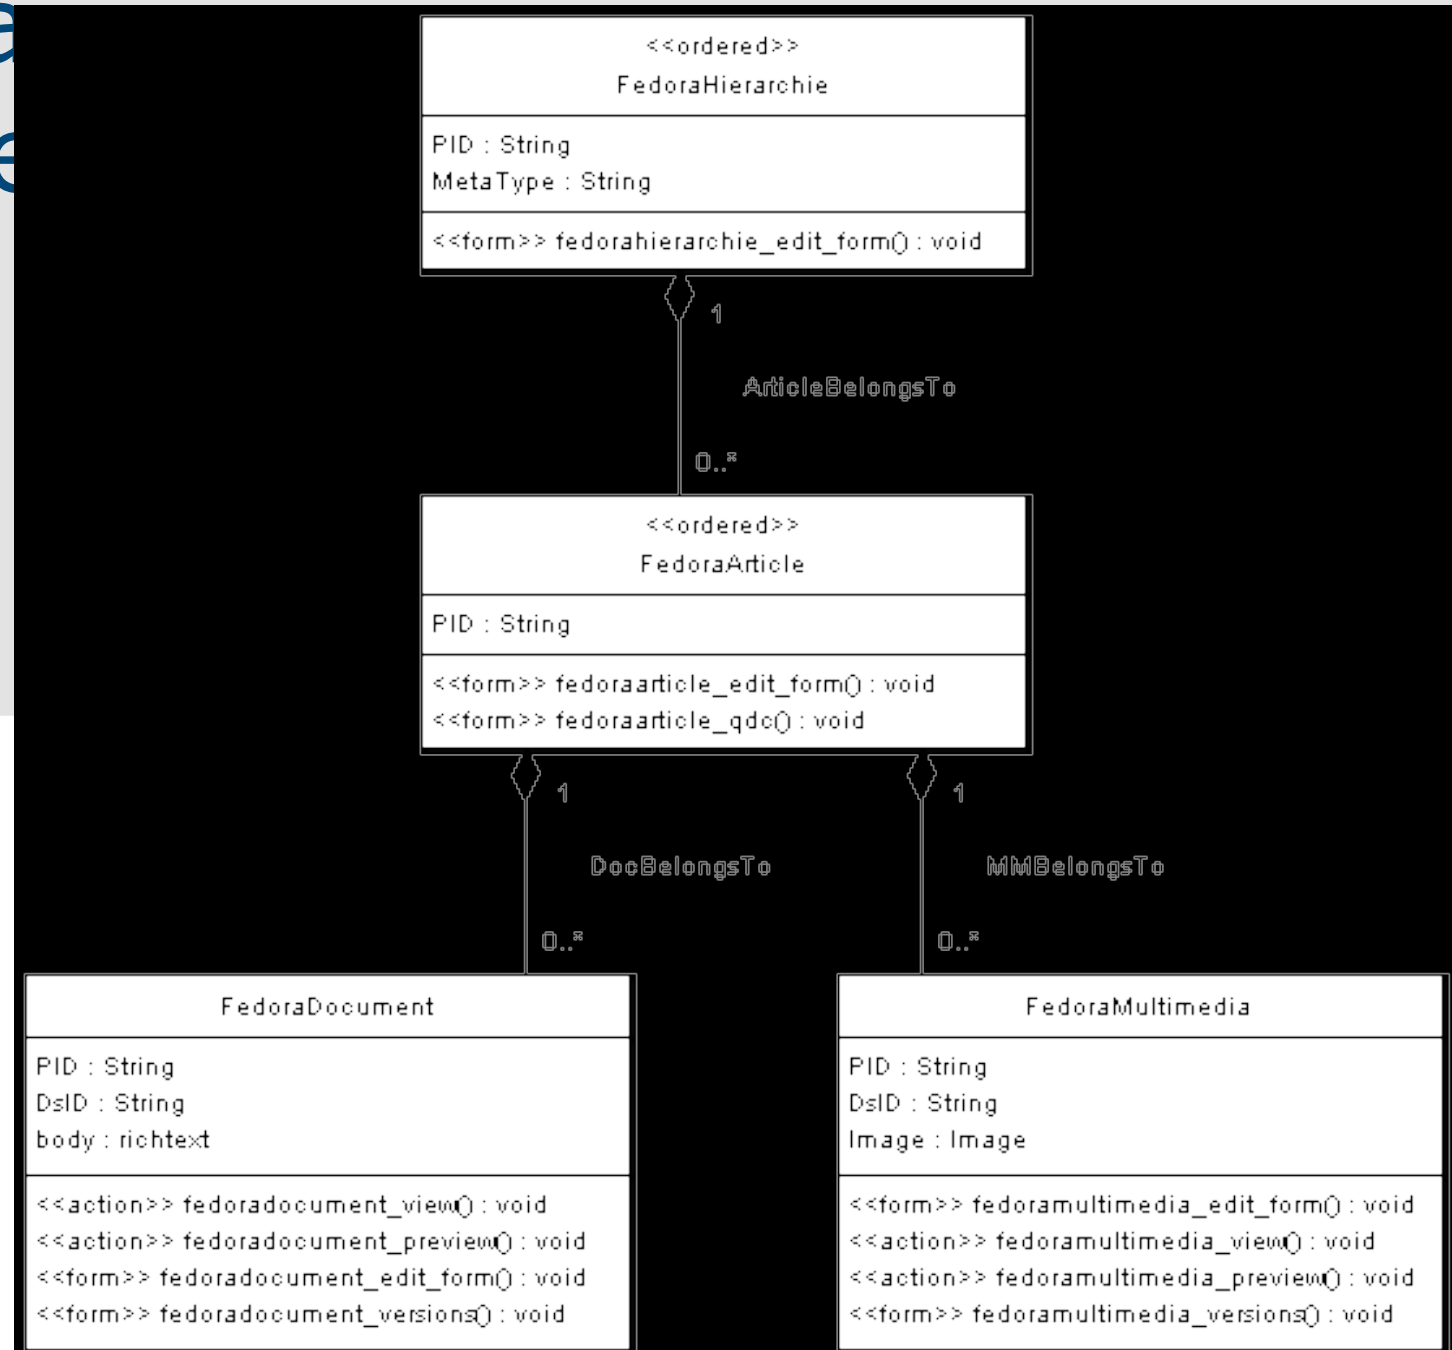 a
e
<<ordered>>
FedoraHierarchie
PID : String
MetaType : String
<<form>> fedorahierarchie_edit_form() : void
1
ArticleBelongsTo
0..*
<<ordered>>
FedoraArticle
PID : String
<<form>> fedoraarticle_edit_form() : void
<<form>> fedoraarticle_qdc() : void
1
1
DocBelongsTo
MMBelongsTo
0..*
0..*
FedoraDocument
PID : String
DsID : String
body : richtext
<<action>> fedoradocument_view() : void
<<action>> fedoradocument_preview() : void
<<form>> fedoradocument_edit_form() : void
<<form>> fedoradocument_versions() : void
FedoraMultimedia
PID : String
DsID : String
Image : Image
<<form>> fedoramultimedia_edit_form() : void
<<action>> fedoramultimedia_view() : void
<<action>> fedoramultimedia_preview() : void
<<form>> fedoramultimedia_versions() : void